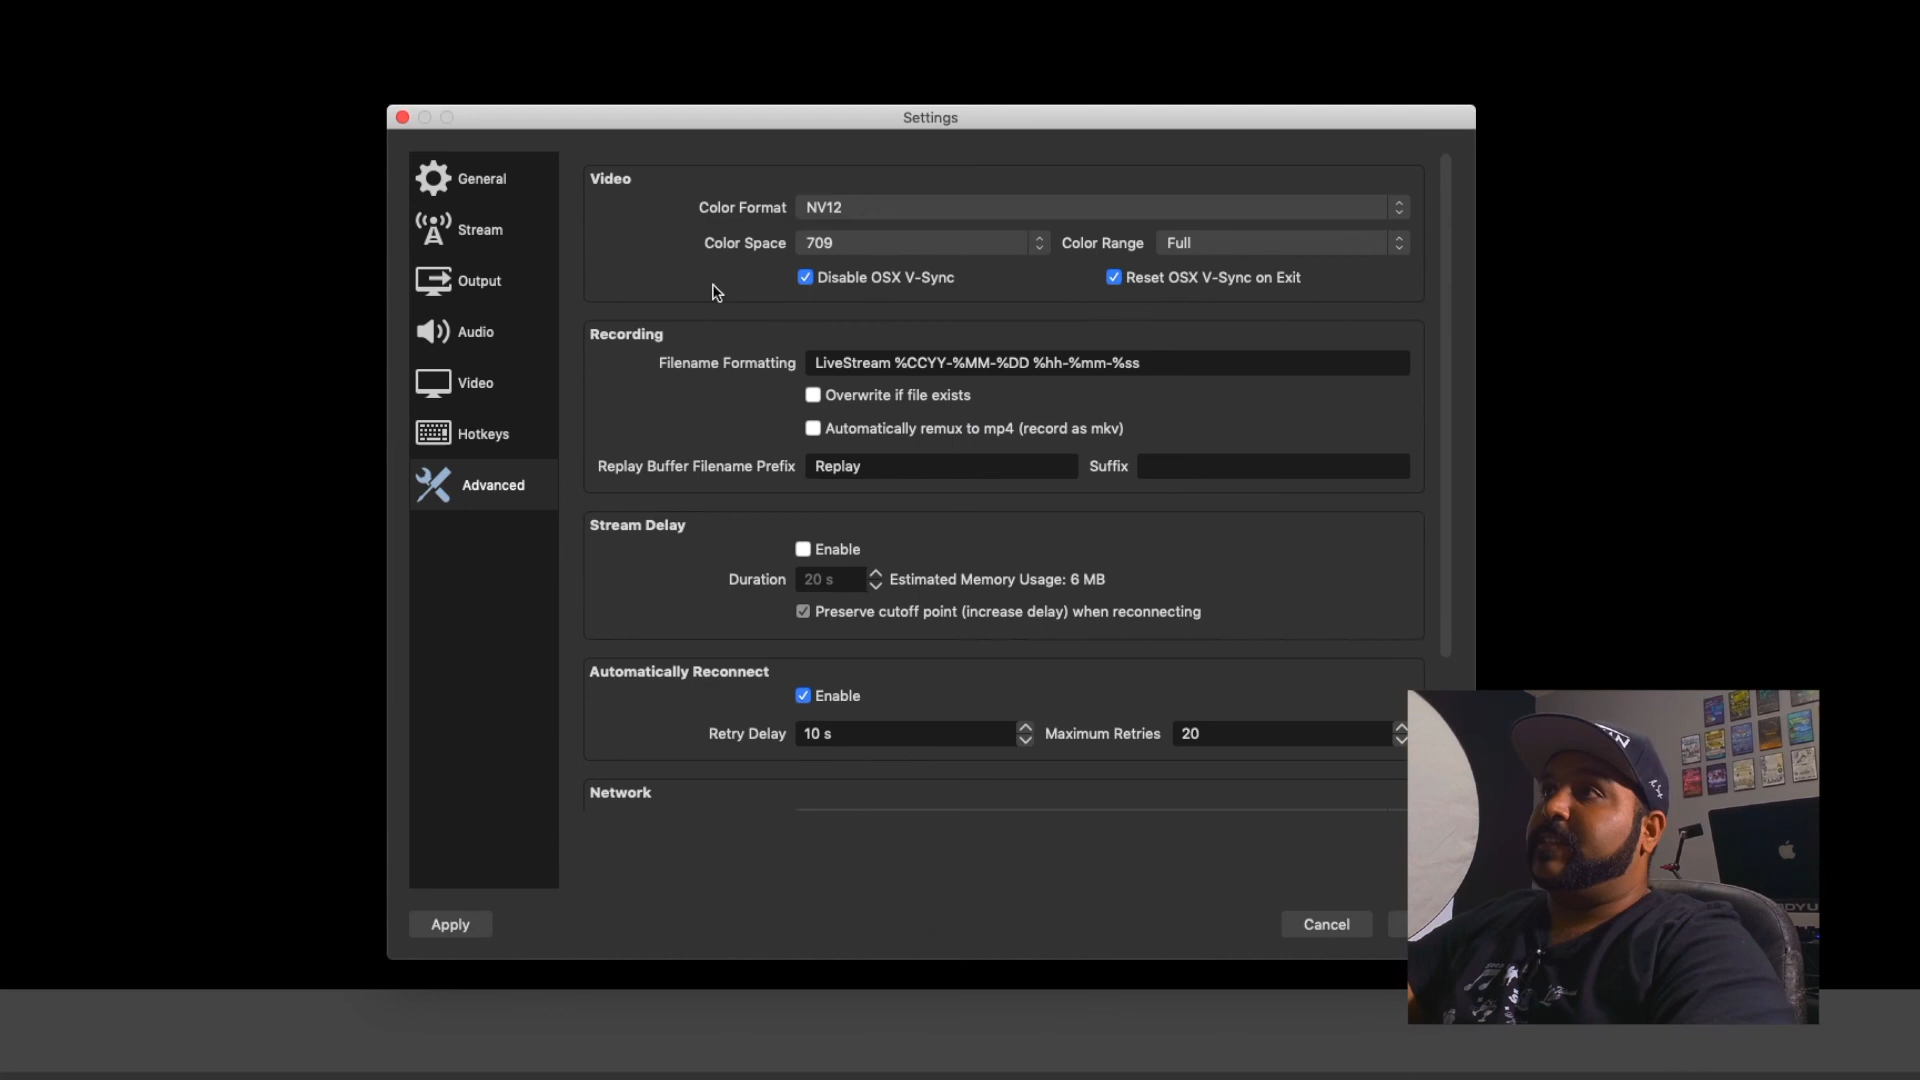 Settings
General
Stream
Output
Audio
Video
Hotkeys
Advanced
Video
Color Format NV12
Color Space 709 Color Range Full
Disable OSX V-Sync Reset OSX V-Sync on Exit
Recording
Filename Formatting LiveStream %CCYY-%MM-%DD %hh-%mm-%ss
Overwrite if file exists
Automatically remux to mp4 (record as mkv)
Replay Buffer Filename Prefix Replay Suffix
Stream Delay
Enable
Duration 20 s Estimated Memory Usage: 6 MB
Preserve cutoff point (increase delay) when reconnecting
Automatically Reconnect
Enable
Retry Delay 10 s Maximum Retries 20
Network
Apply Cancel